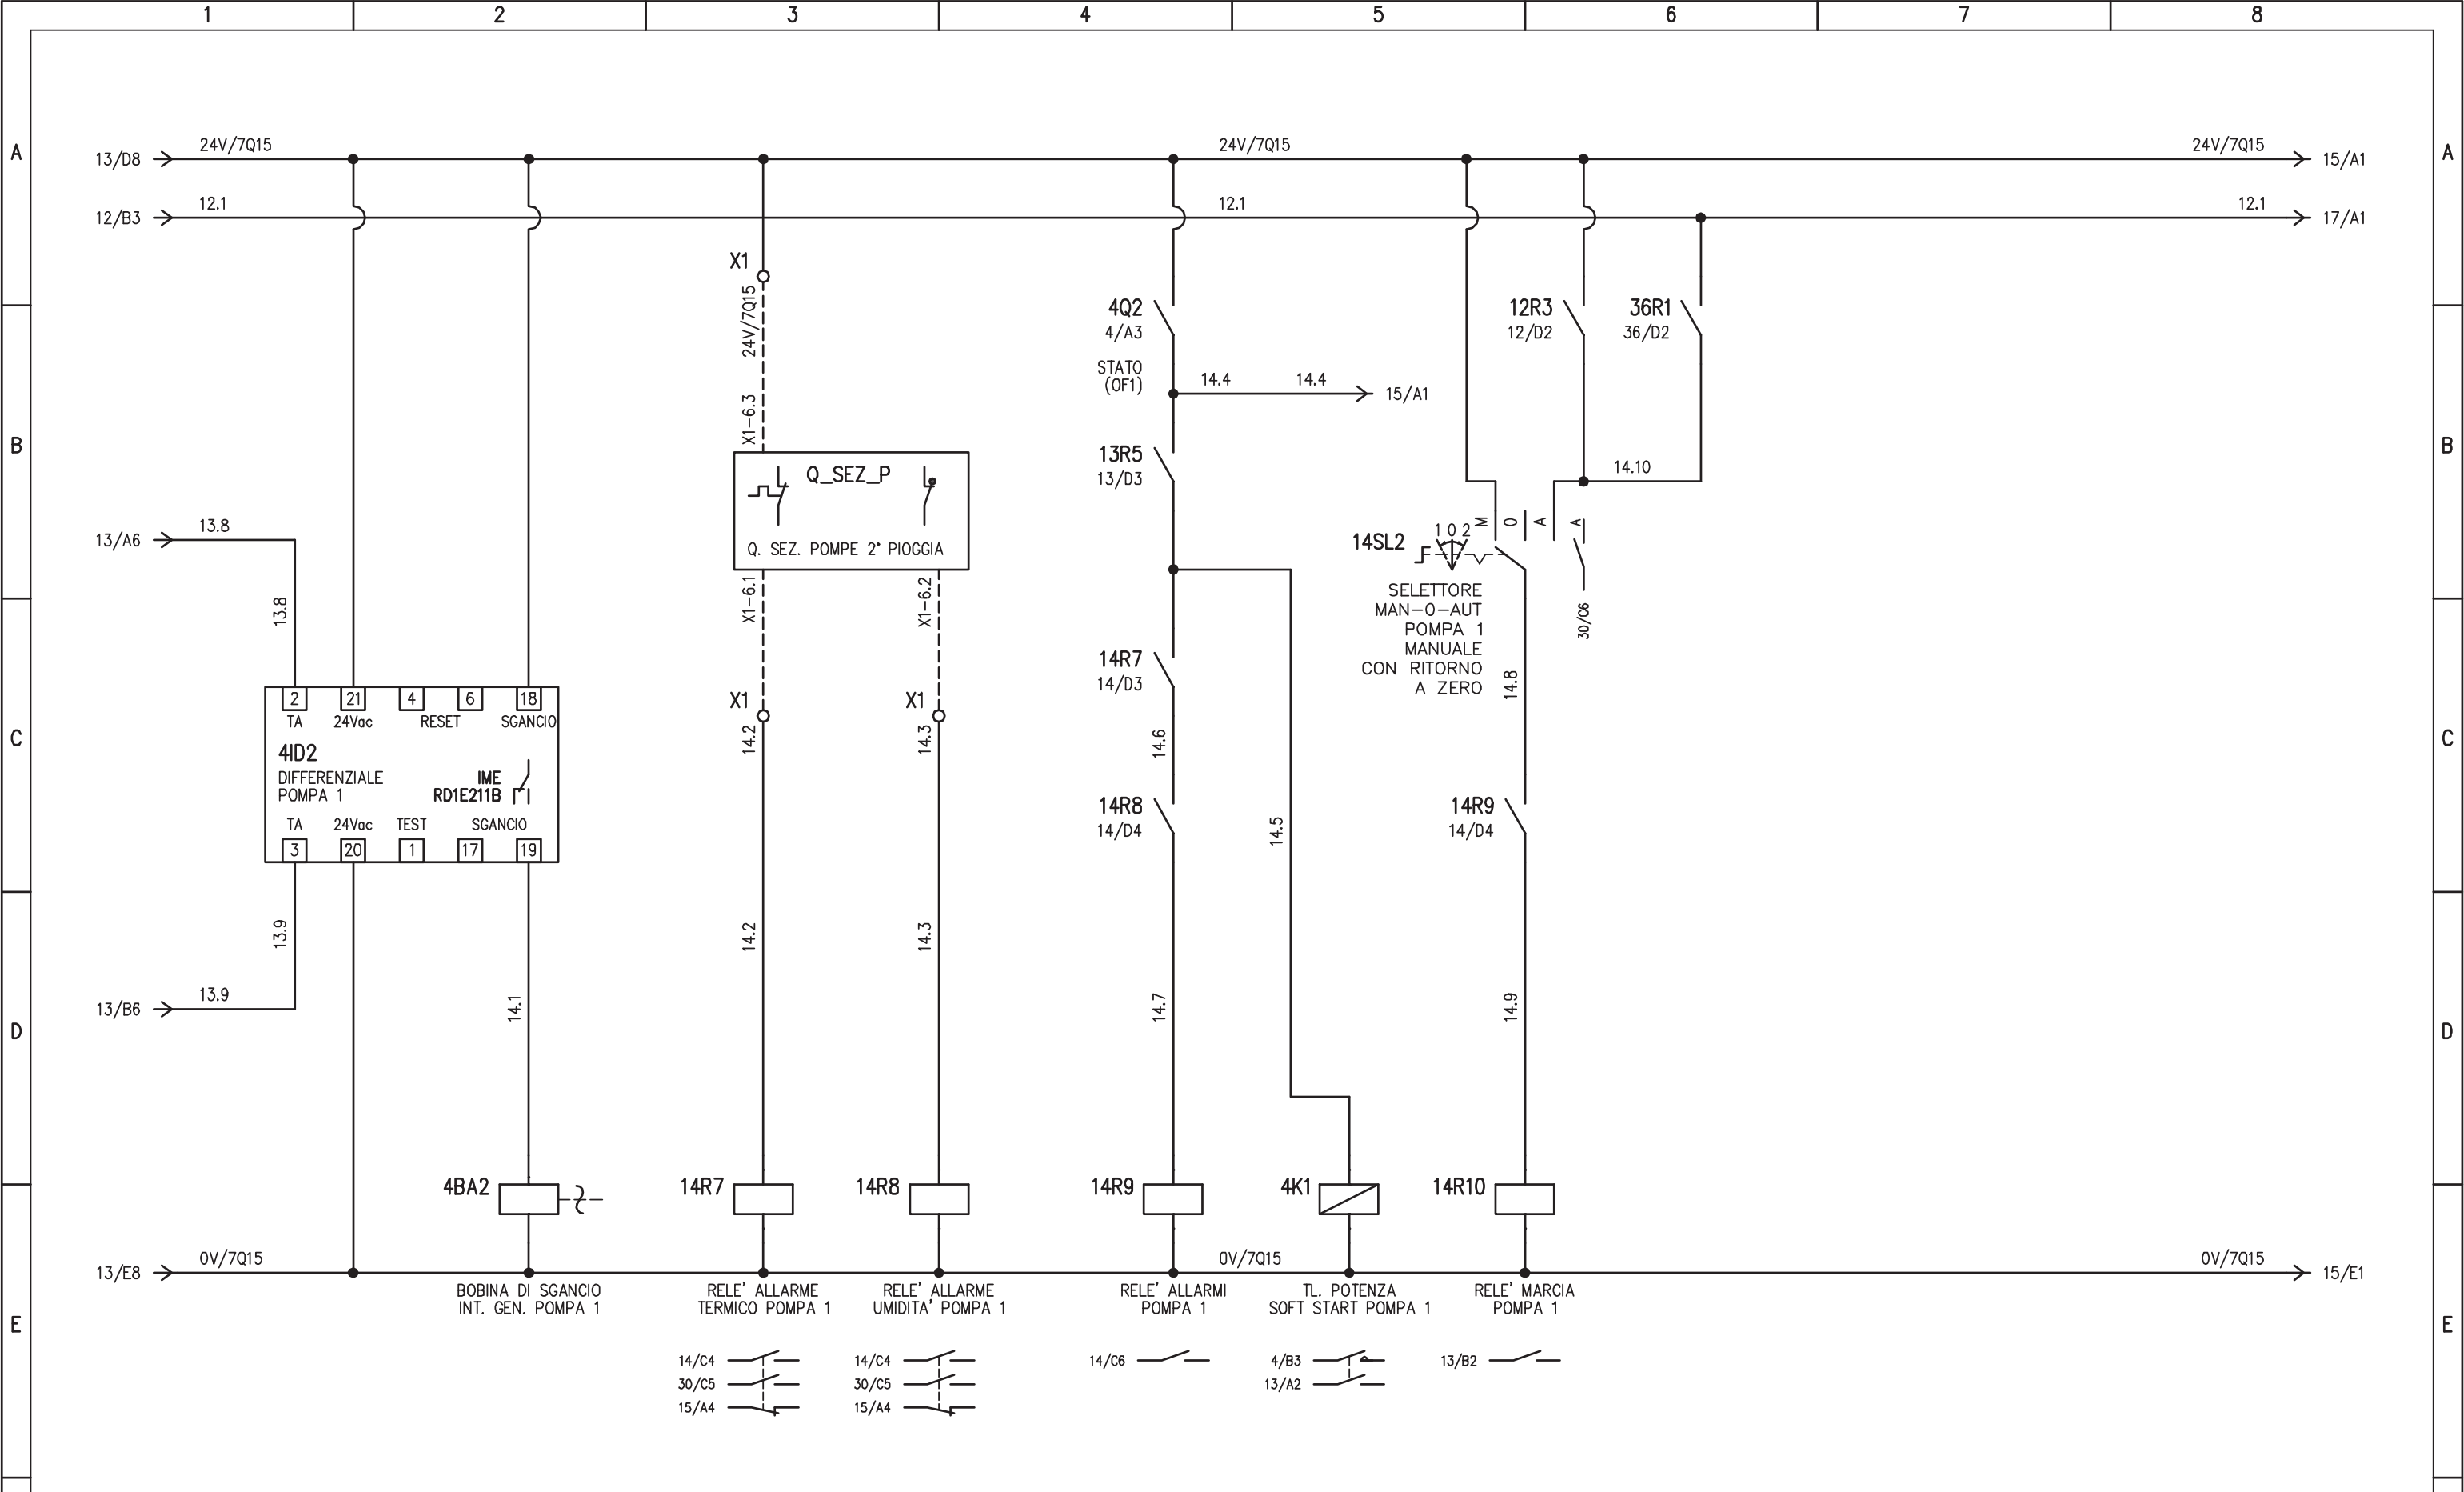 1 2 3 4 5 6 7 8
A A
13/D8 24V/7Q15 24V/7Q15 24V/7Q15 15/A1
12/B3 12.1 12.1 12.1 17/A1
X1
24V/7Q15
X1-6.3
4Q2
4/A3
STATO
(OF1)
14.4 14.4 15/A1
12R3
12/D2
36R1
36/D2
B B
13R5
13/D3
14.10
Q_SEZ_P
Q. SEZ. POMPE 2° PIOGGIA
X1-6.1
X1-6.2
13/A6 13.8
13.8
14SL2
1 0 2
M 0 A A
SELETTORE
MAN-0-AUT
POMPA 1
MANUALE
CON RITORNO
A ZERO
30/C6
14.8
14R7
14/D3
C C
2 21 4 6 18
TA 24Vac RESET SGANCIO
4ID2
DIFFERENZIALE
POMPA 1
IME
RD1E211B
TA 24Vac TEST SGANCIO
3 20 1 17 19
X1 X1
14.2 14.3
14.6
14R8
14/D4
14.5
14R9
14/D4
D D
13.9
13/B6 13.9
14.1
14.2
14.3
14.7
14.9
4BA2 14R7 14R8 14R9 4K1 14R10
13/E8 0V/7Q15 0V/7Q15 0V/7Q15 15/E1
BOBINA DI SGANCIO
INT. GEN. POMPA 1
RELE' ALLARME
TERMICO POMPA 1
RELE' ALLARME
UMIDITA' POMPA 1
RELE' ALLARMI
POMPA 1
TL. POTENZA
SOFT START POMPA 1
RELE' MARCIA
POMPA 1
E E
14/C4 14/C4 14/C6 4/B3 13/B2
30/C5 30/C5 13/A2
15/A4 15/A4